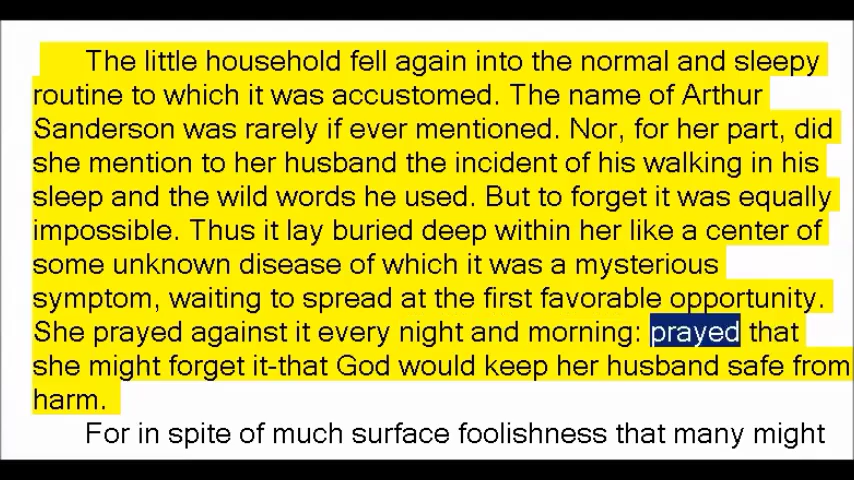 The little household fell again into the normal and sleepy
routine to which it was accustomed. The name of Arthur
Sanderson was rarely if ever mentioned. Nor, for her part, did
she mention to her husband the incident of his walking in his
sleep and the wild words he used. But to forget it was equally
impossible. Thus it lay buried deep within her like a center of
some unknown disease of which it was a mysterious
symptom, waiting to spread at the first favorable opportunity.
She prayed against it every night and morning: prayed that
she might forget it-that God would keep her husband safe from
harm.
For in spite of much surface foolishness that many might